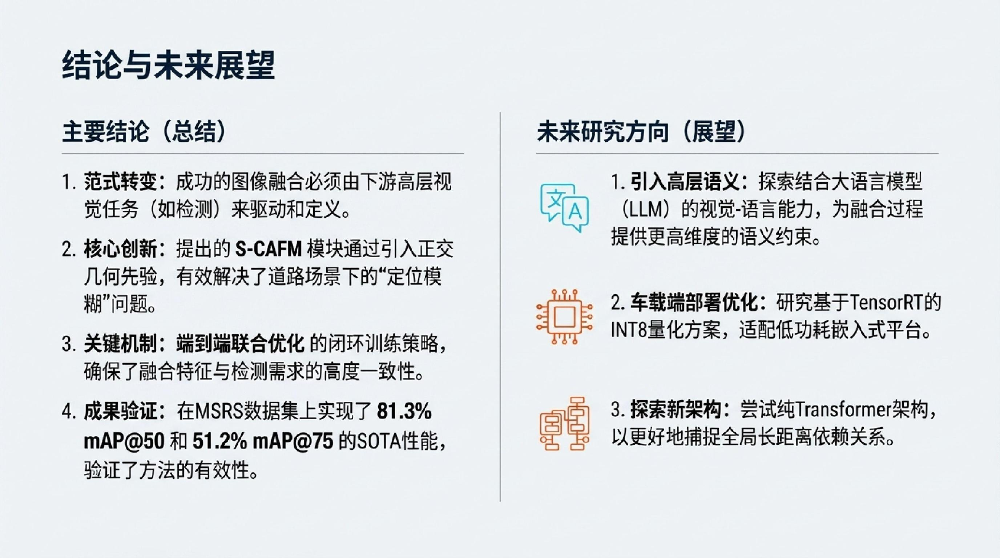 结论与未来展望
主要结论（总结）
1. 范式转变：成功的图像融合必须由下游高层视
觉任务（如检测）来驱动和定义。
2. 核心创新：提出的 S-CAFM 模块通过引入正交
几何先验，有效解决了道路场景下的“定位模
糊”问题。
3. 关键机制：端到端联合优化 的闭环训练策略，
确保了融合特征与检测需求的高度一致性。
4. 成果验证：在MSRS数据集上实现了 81.3%
mAP@50 和 51.2% mAP@75 的SOTA性能，
验证了方法的有效性。
未来研究方向（展望）
文
A
1. 引入高层语义：探索结合大语言模型
（LLM）的视觉-语言能力，为融合过程
提供更高维度的语义约束。
2. 车载端部署优化：研究基于TensorRT的
INT8量化方案，适配低功耗嵌入式平台。
3. 探索新架构：尝试纯Transformer架构，
以更好地捕捉全局长距离依赖关系。